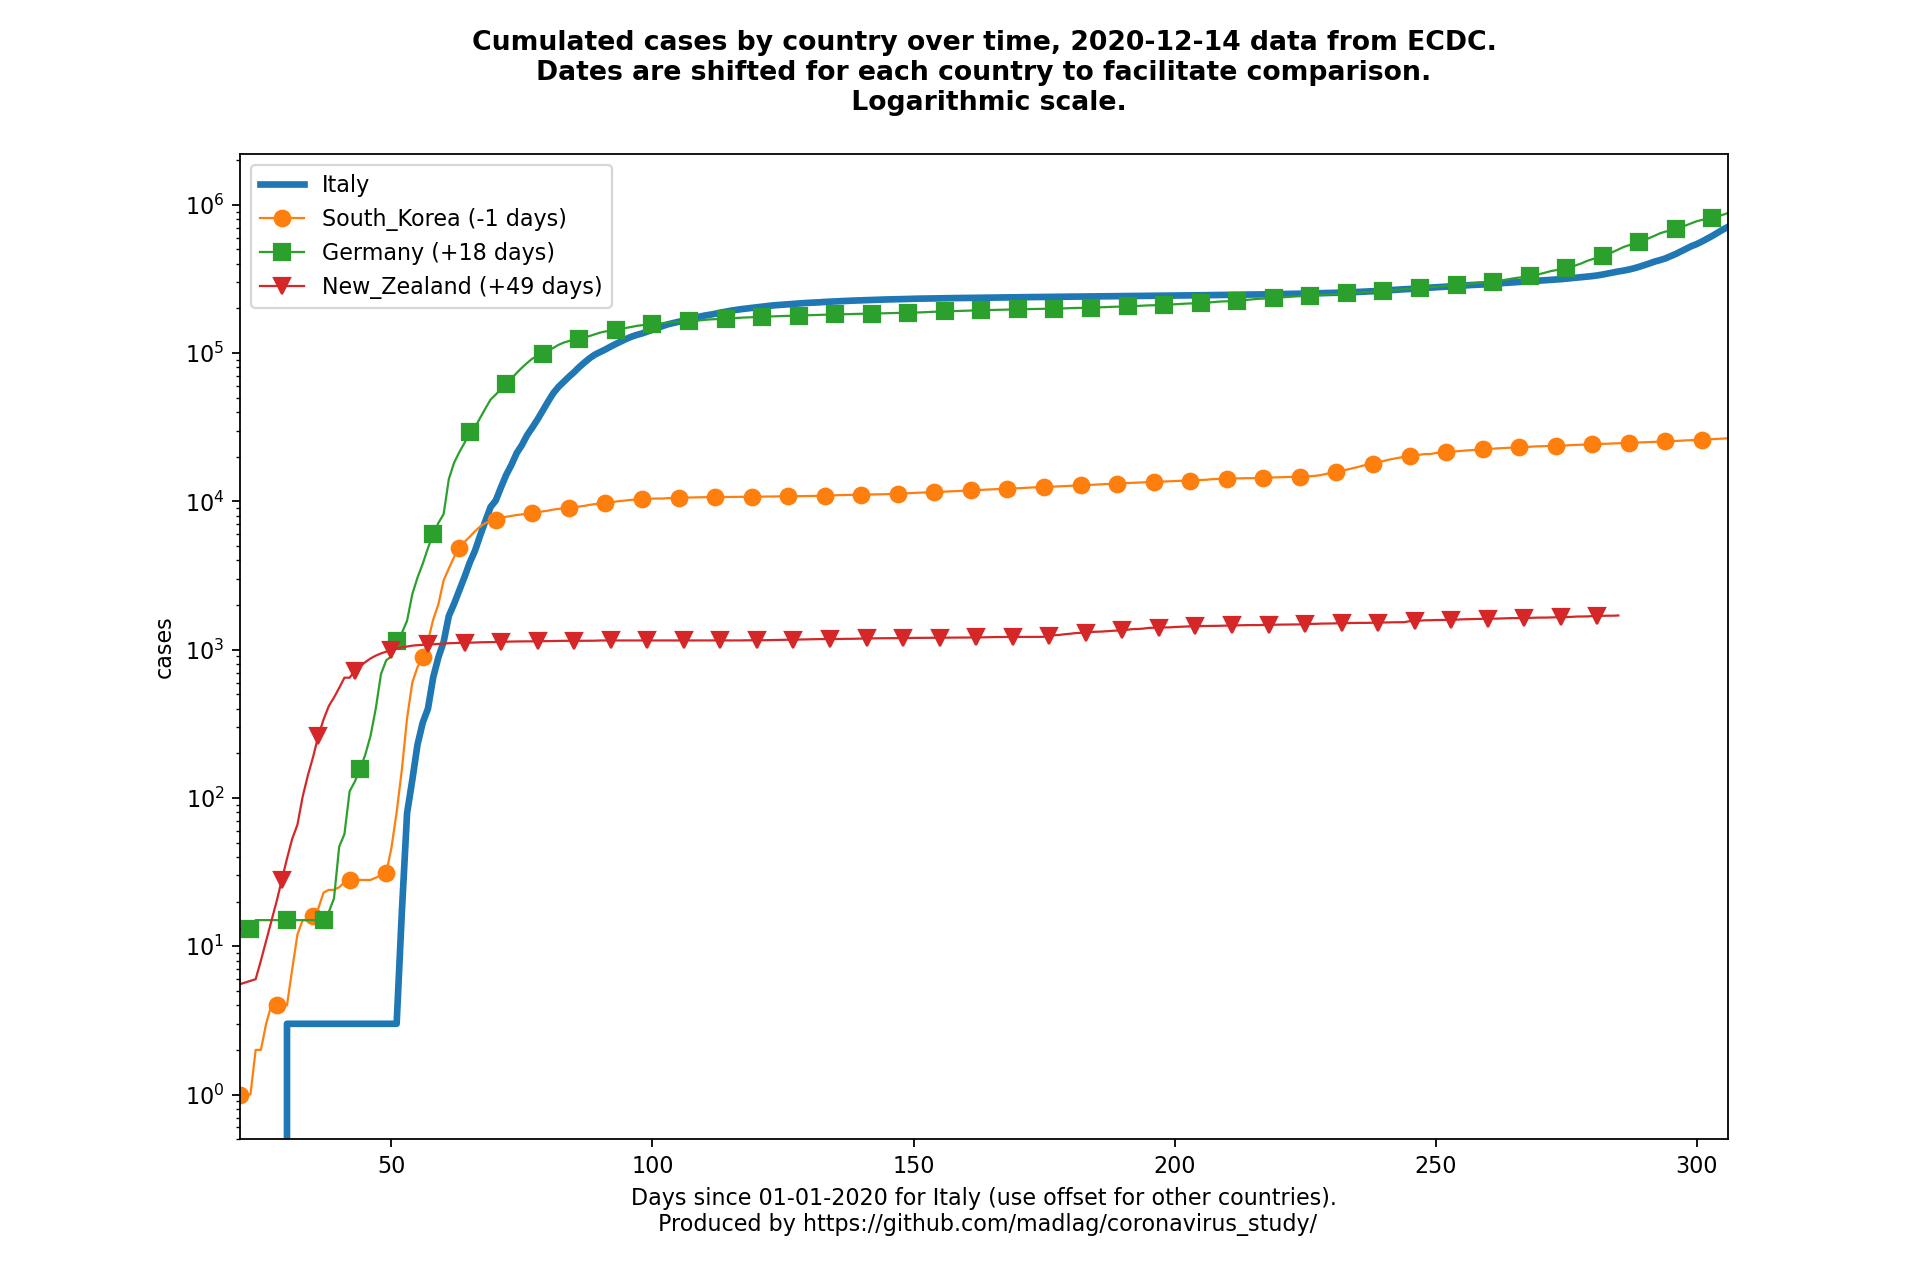 Cumulated cases by country over time, 2020-12-14 data from ECDC.
Dates are shifted for each country to facilitate comparison.
Logarithmic scale.
Italy
South_Korea (-1 days)
Germany (+18 days)
New_Zealand (+49 days)
10^6
10^5
10^4
10^3
10^2
10^1
10^0
cases
50 100 150 200 250 300
Days since 01-01-2020 for Italy (use offset for other countries).
Produced by https://github.com/madlag/coronavirus_study/